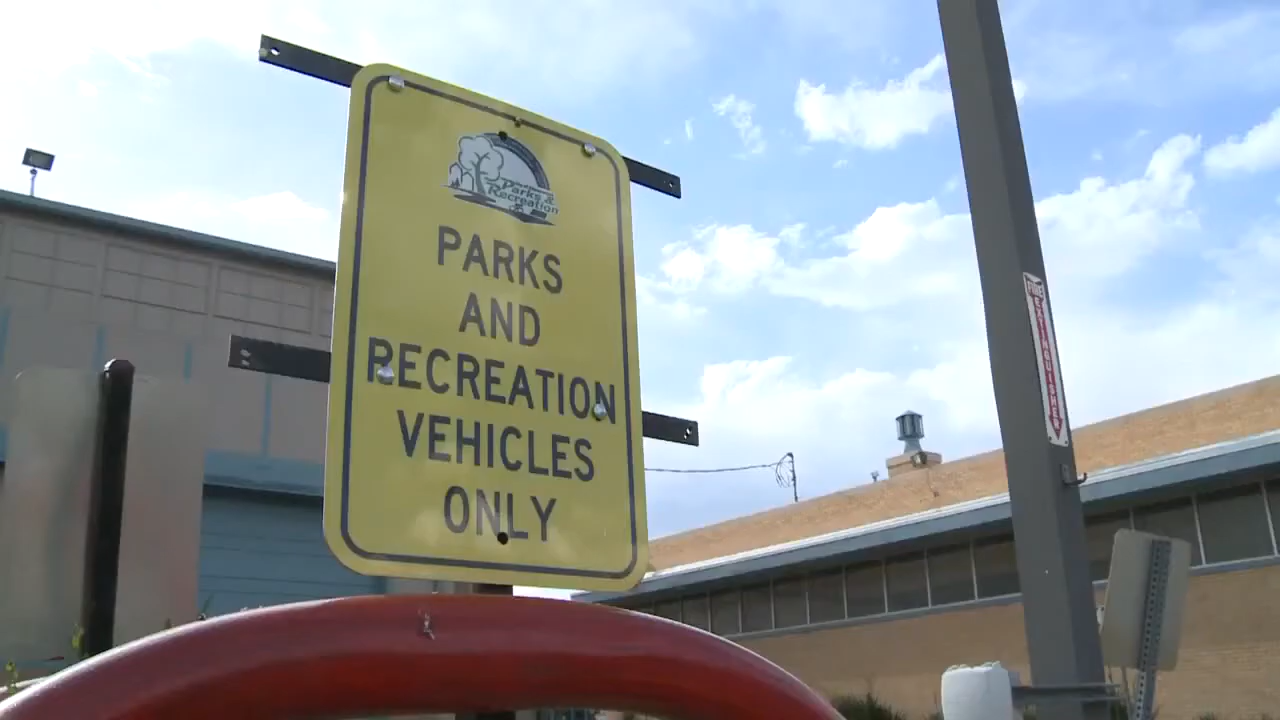 Parks &
Recreation
PARKS
AND
RECREATION
VEHICLES
ONLY
FIRE
EXTINGUISHER